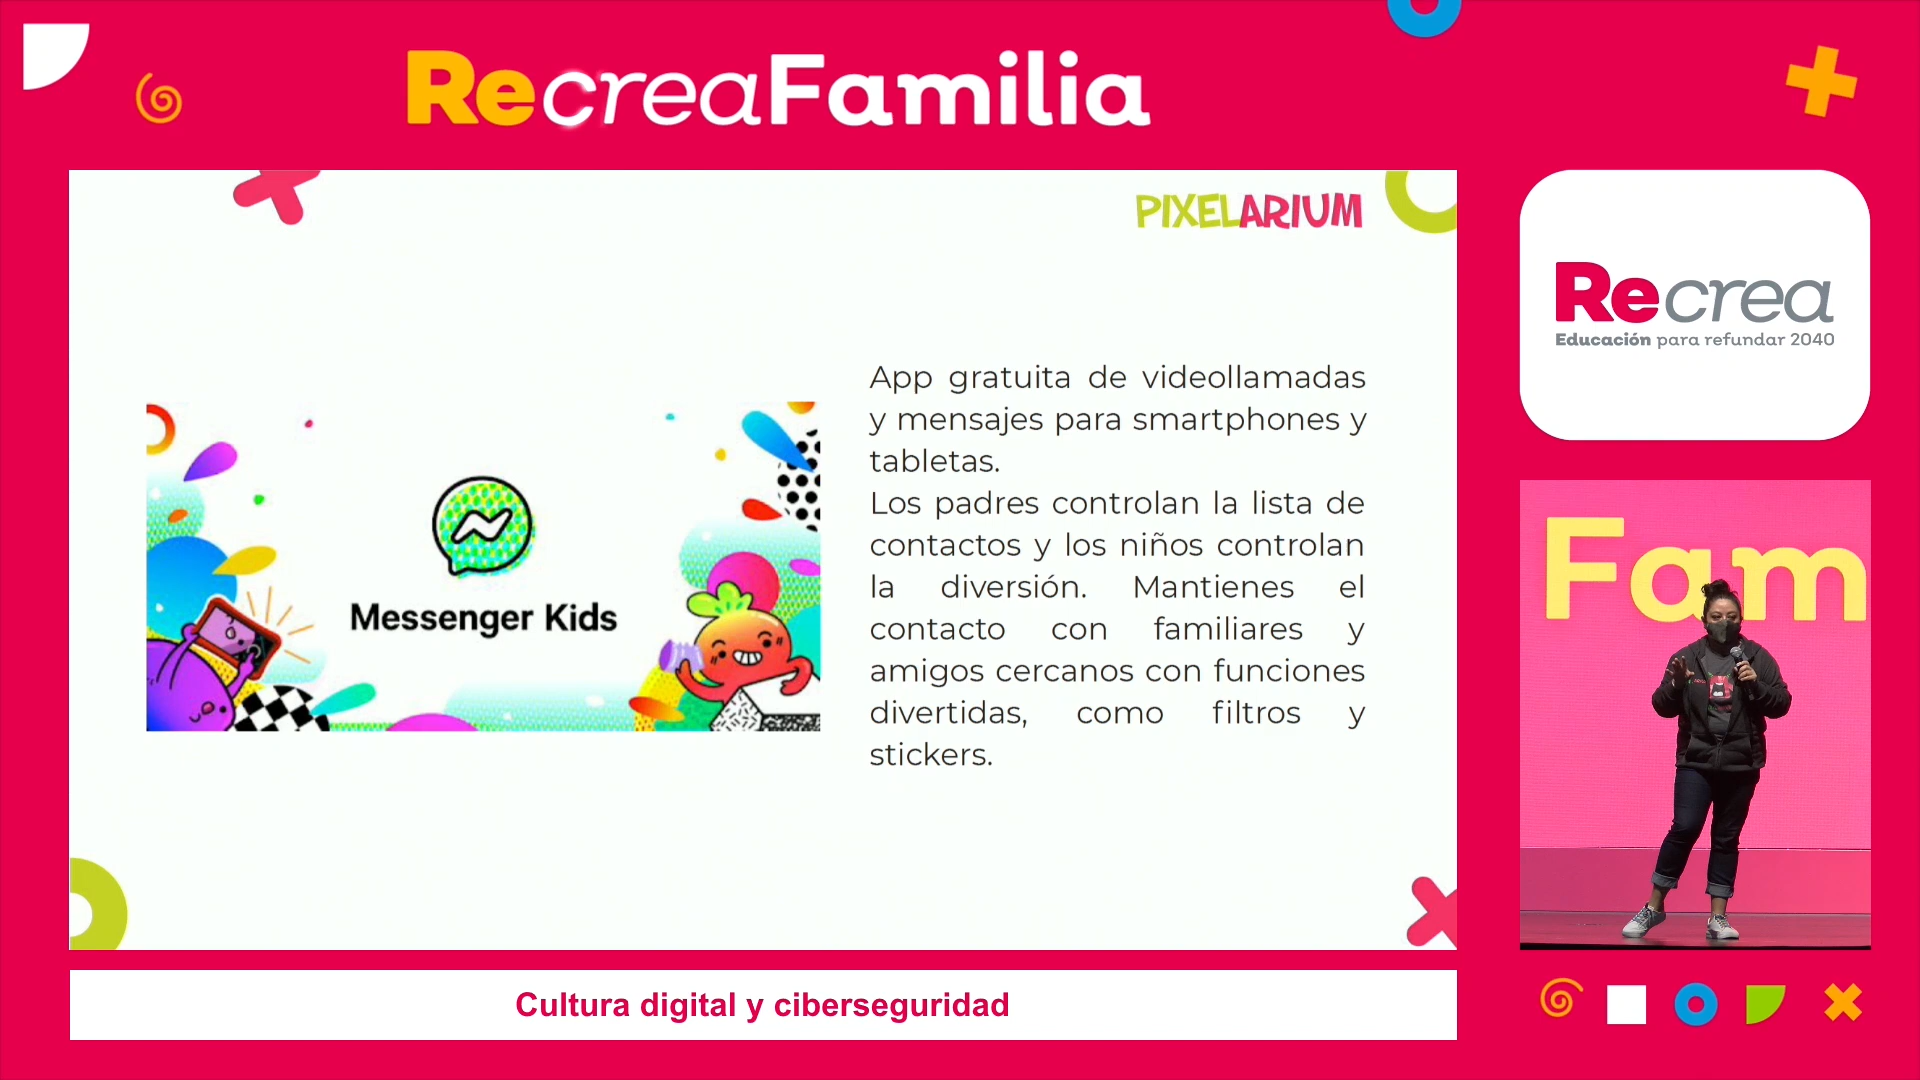 RecreaFamilia
PIXELARIUM
Recrea
Educación para refundar 2040
App gratuita de videollamadas
y mensajes para smartphones y
tabletas.
Los padres controlan la lista de
contactos y los niños controlan
la diversión. Mantienes el
contacto con familiares y
amigos cercanos con funciones
divertidas, como filtros y
stickers.
Messenger Kids
Fam
Cultura digital y ciberseguridad